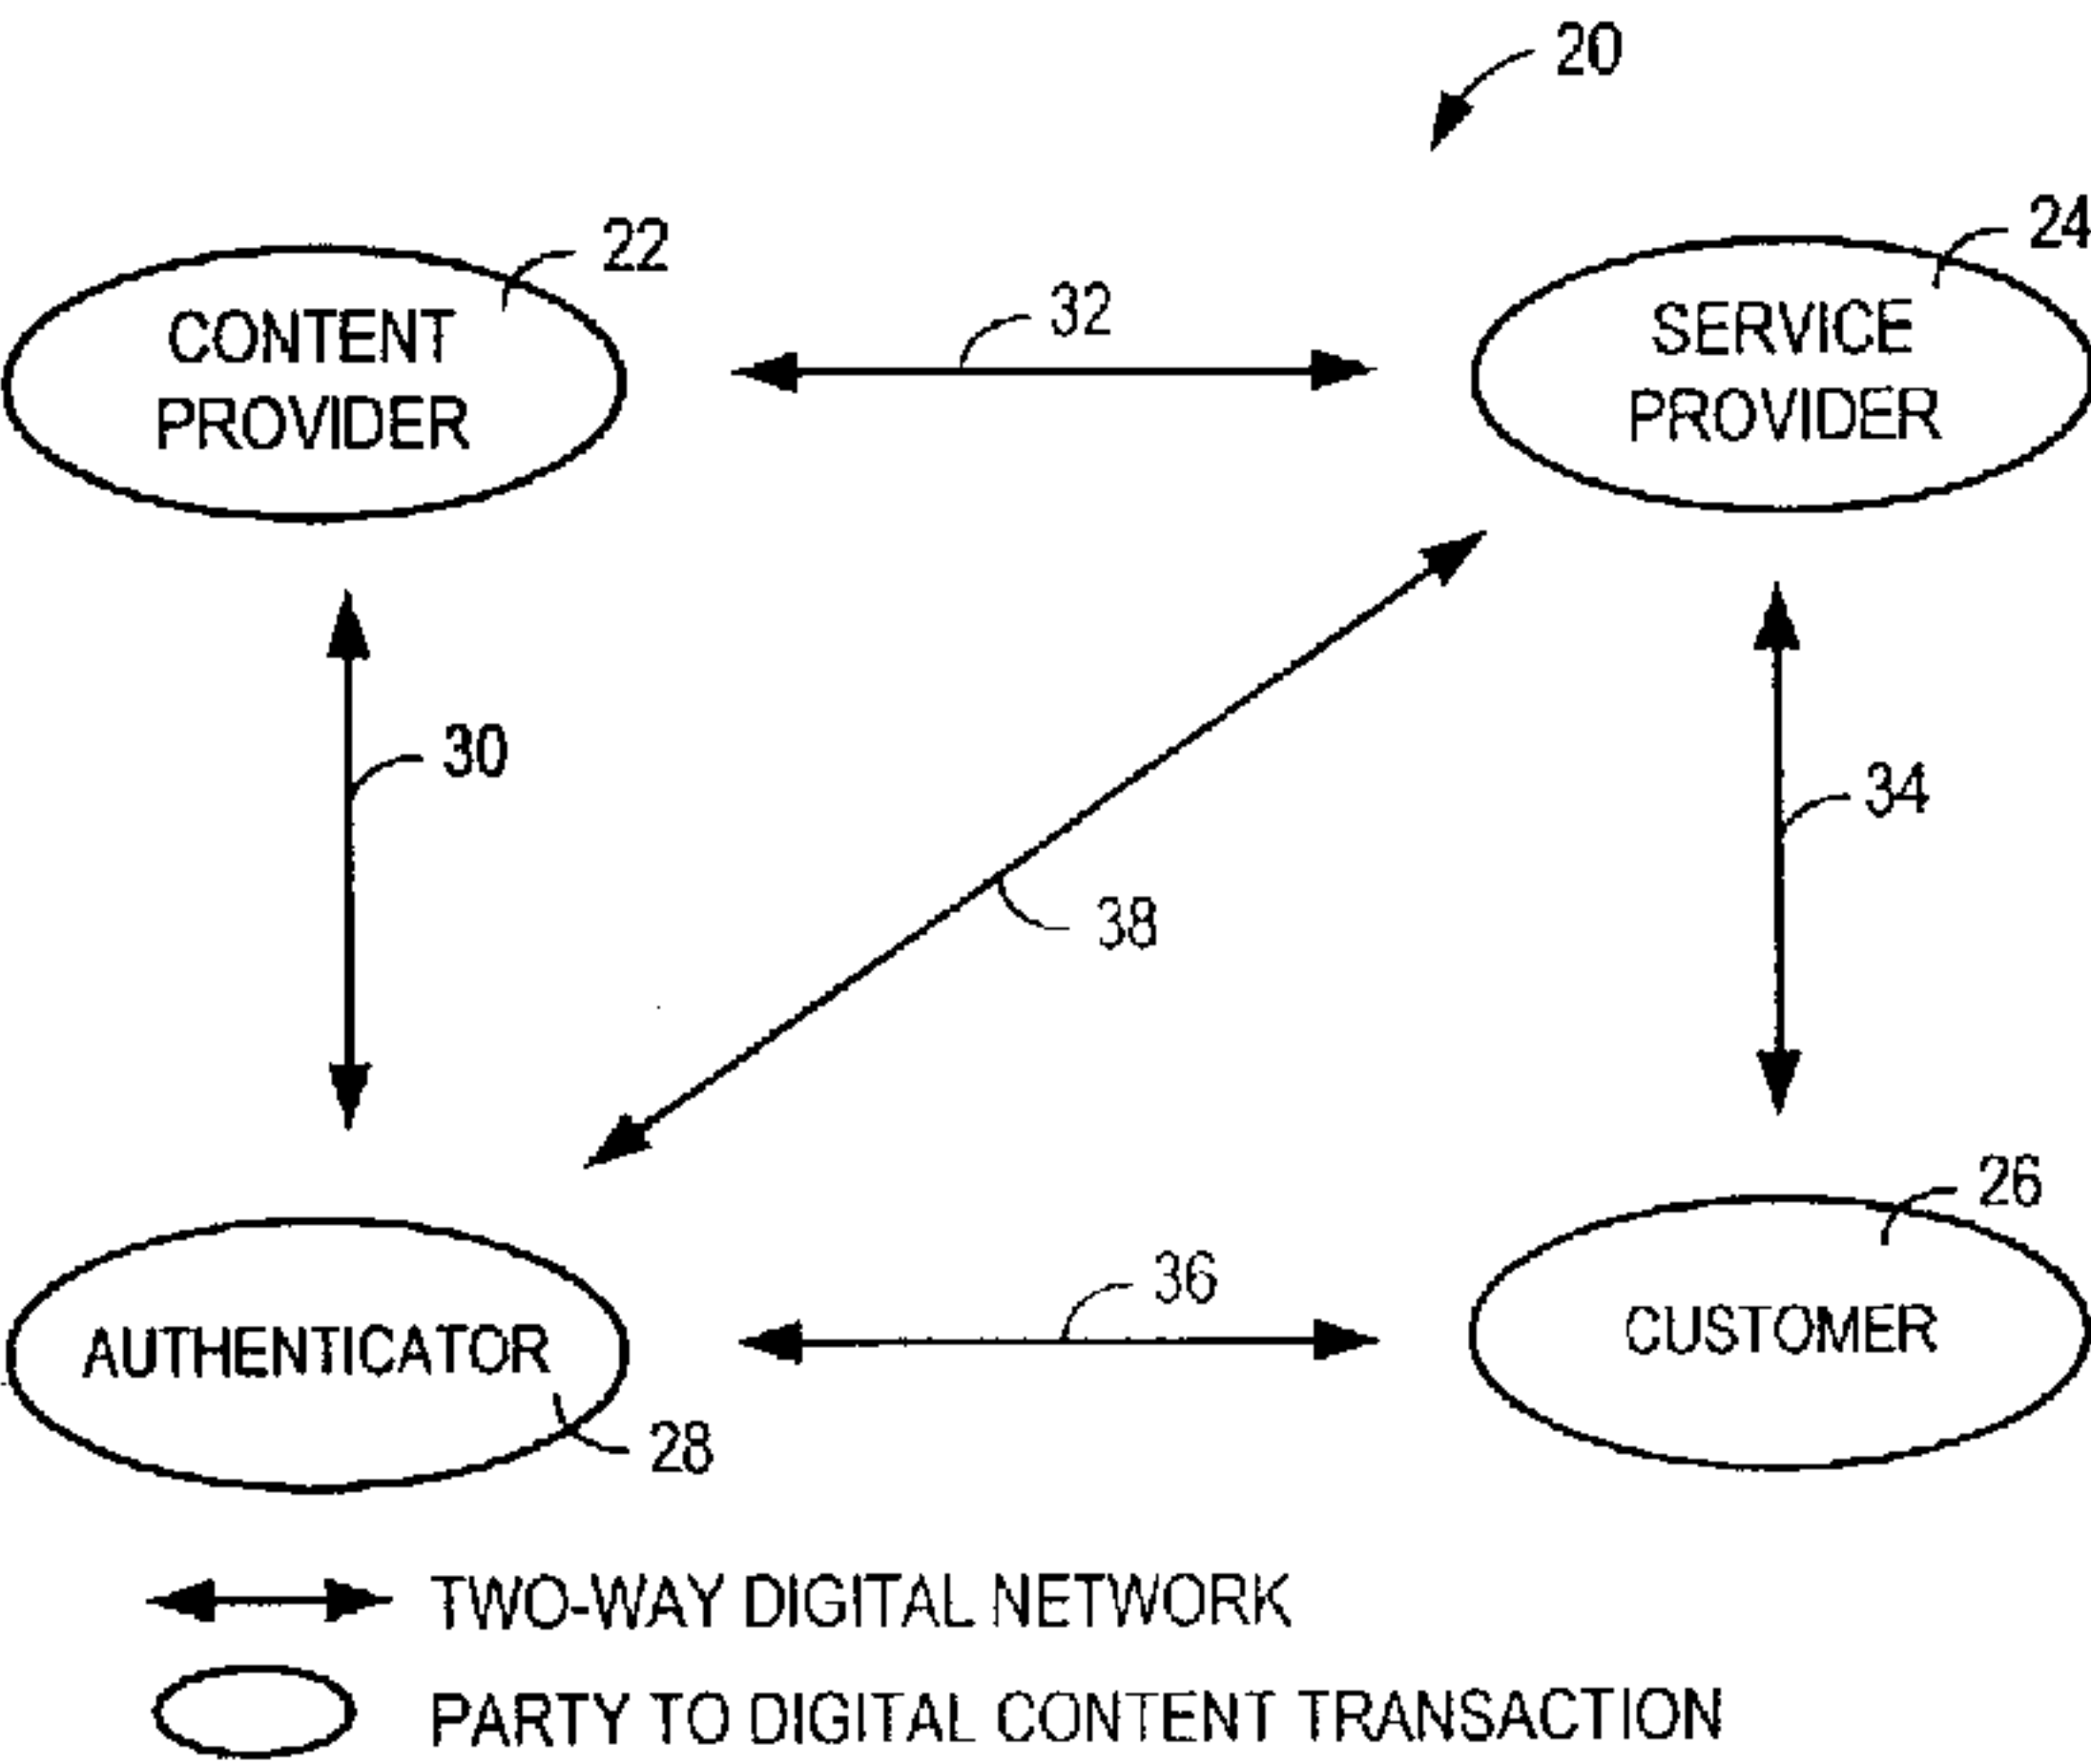 20
22
24
CONTENT
PROVIDER
32
SERVICE
PROVIDER
30
34
38
26
AUTHENTICATOR
36
CUSTOMER
28
TWO-WAY DIGITAL NETWORK
PARTY TO DIGITAL CONTENT TRANSACTION